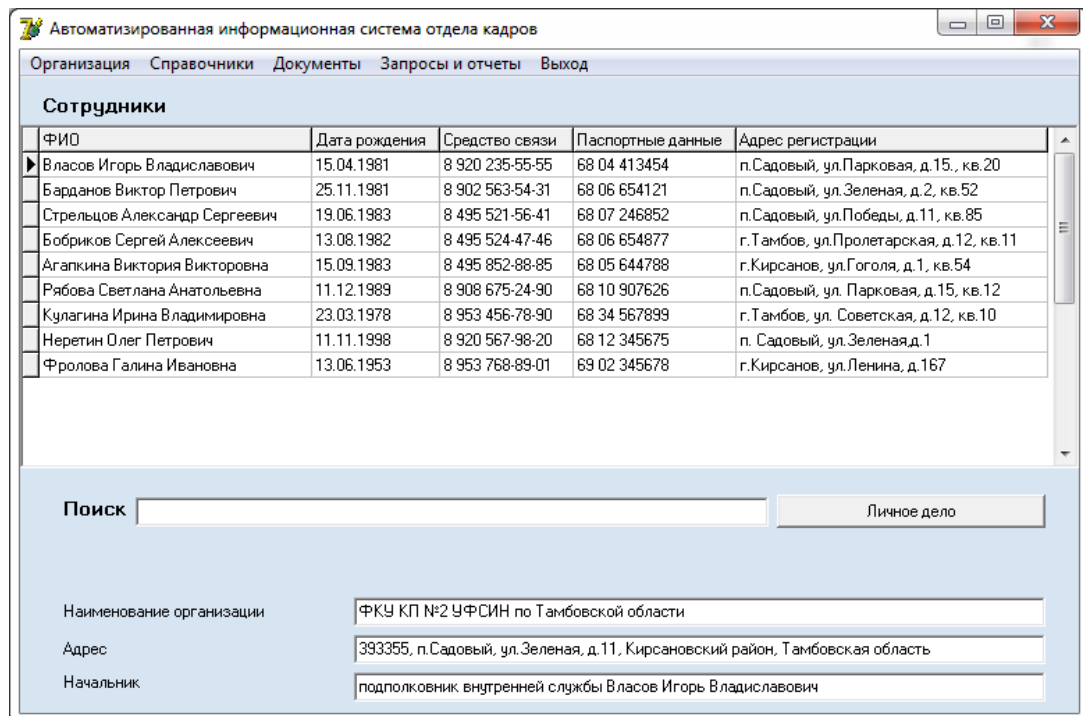 Автоматизированная информационная система отдела кадров
Организация Справочники Документы Запросы и отчеты Выход
Сотрудники
ФИО Дата рождения Средство связи Паспортные данные Адрес регистрации
Власов Игорь Владиславович 15.04.1981 8 920 235-55-55 68 04 413454 п.Садовый, ул.Парковая, д.15., кв.20
Барданов Виктор Петрович 25.11.1981 8 902 563-54-31 68 06 654121 п.Садовый, ул.Зеленая, д.2, кв.52
Стрельцов Александр Сергеевич 19.06.1983 8 495 521-56-41 68 07 246852 п.Садовый, ул.Победы, д.11, кв.85
Бобриков Сергей Алексеевич 13.08.1982 8 495 524-47-46 68 06 654877 г.Тамбов, ул.Пролетарская, д.12, кв.11
Агапкина Виктория Викторовна 15.09.1983 8 495 852-88-85 68 05 644788 г.Кирсанов, ул.Гоголя, д.1, кв.54
Рябова Светлана Анатольевна 11.12.1989 8 908 675-24-90 68 10 907626 п.Садовый, ул. Парковая, д.15, кв.12
Кулагина Ирина Владимировна 23.03.1978 8 953 456-78-90 68 34 567899 г.Тамбов, ул. Советская, д.12, кв.10
Неретин Олег Петрович 11.11.1998 8 920 567-98-20 68 12 345675 п. Садовый, ул.Зеленая,д.1
Фролова Галина Ивановна 13.06.1953 8 953 768-89-01 69 02 345678 г.Кирсанов, ул.Ленина, д.167
Поиск Личное дело
Наименование организации ФКУ КП №2 УФСИН по Тамбовской области
Адрес 393355, п.Садовый, ул.Зеленая, д.11, Кирсановский район, Тамбовская область
Начальник подполковник внутренней службы Власов Игорь Владиславович